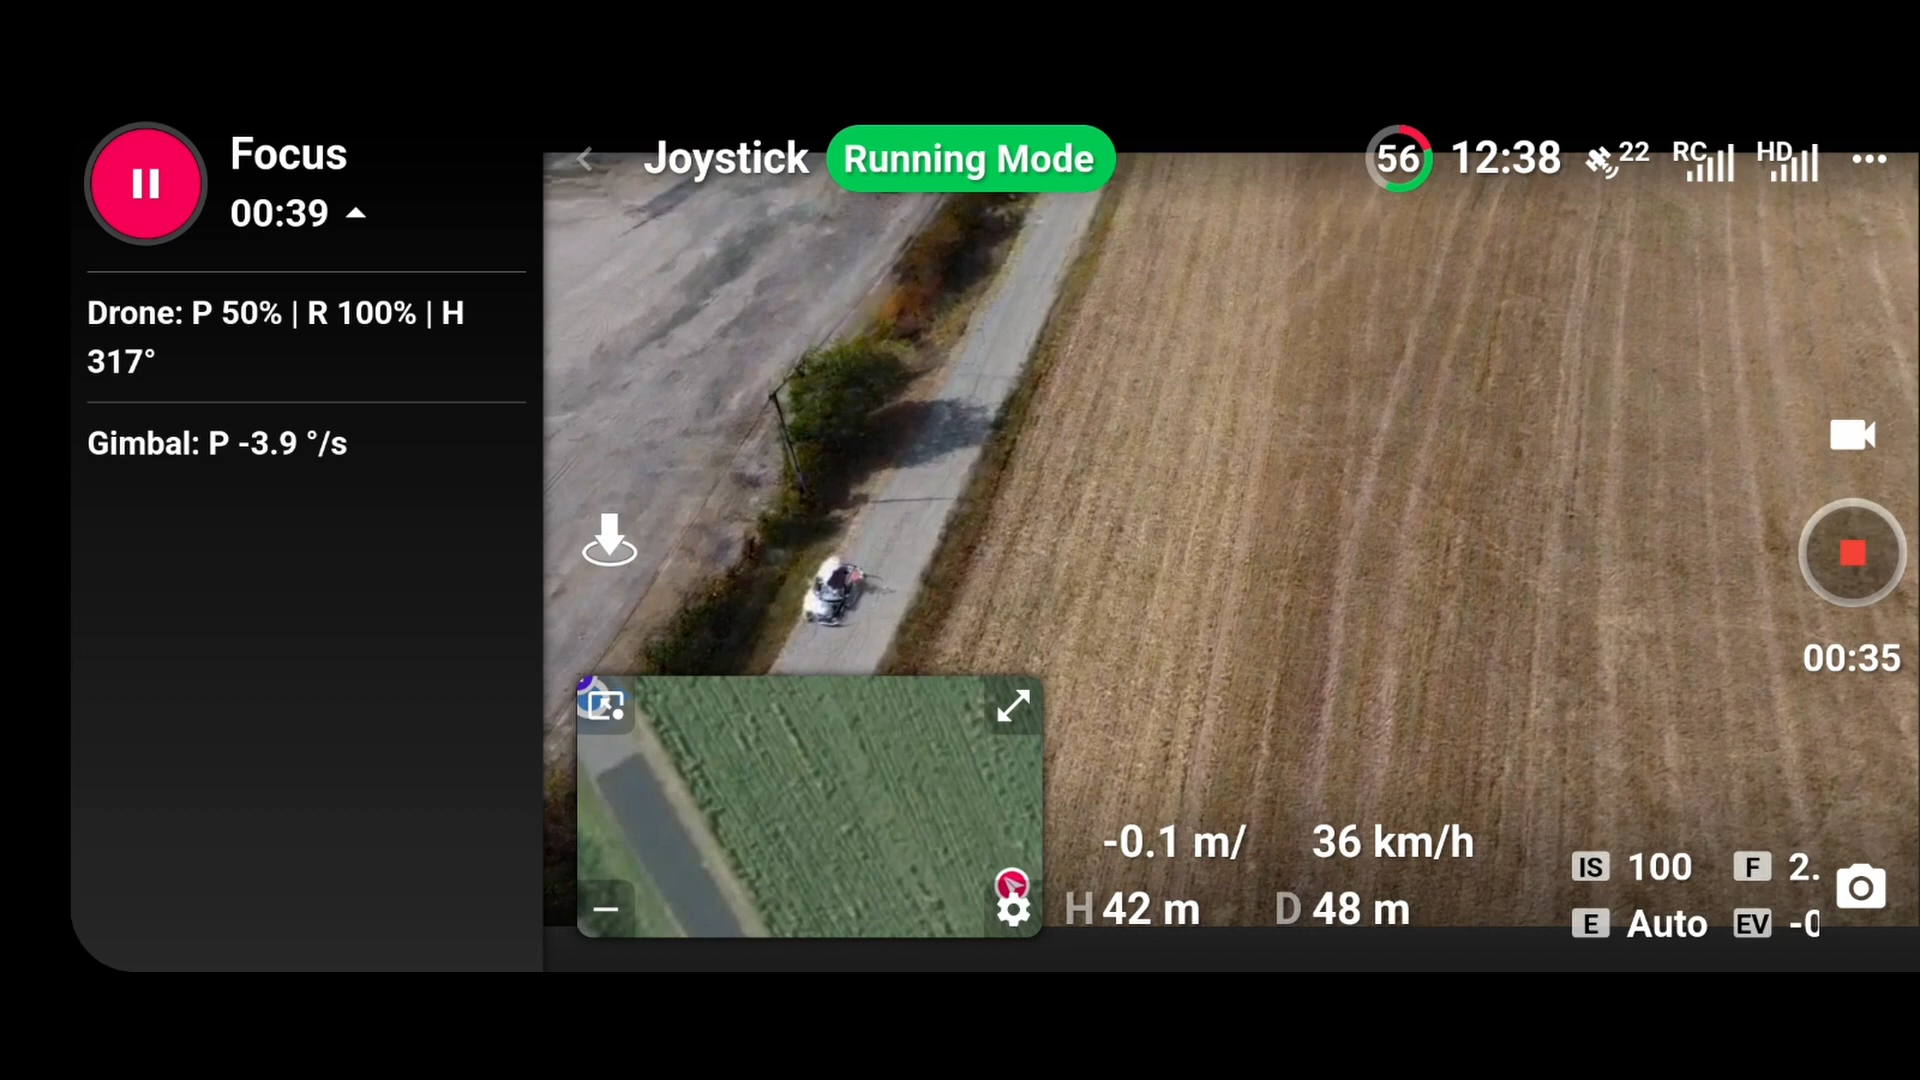 Focus
00:39
Drone: P 50% | R 100% | H
317°
Gimbal: P -3.9 °/s
Joystick Running Mode 56 12:38 22 RC HD
00:35
-0.1 m/ 36 km/h
H 42 m D 48 m
IS 100 F 2.
E Auto EV -0